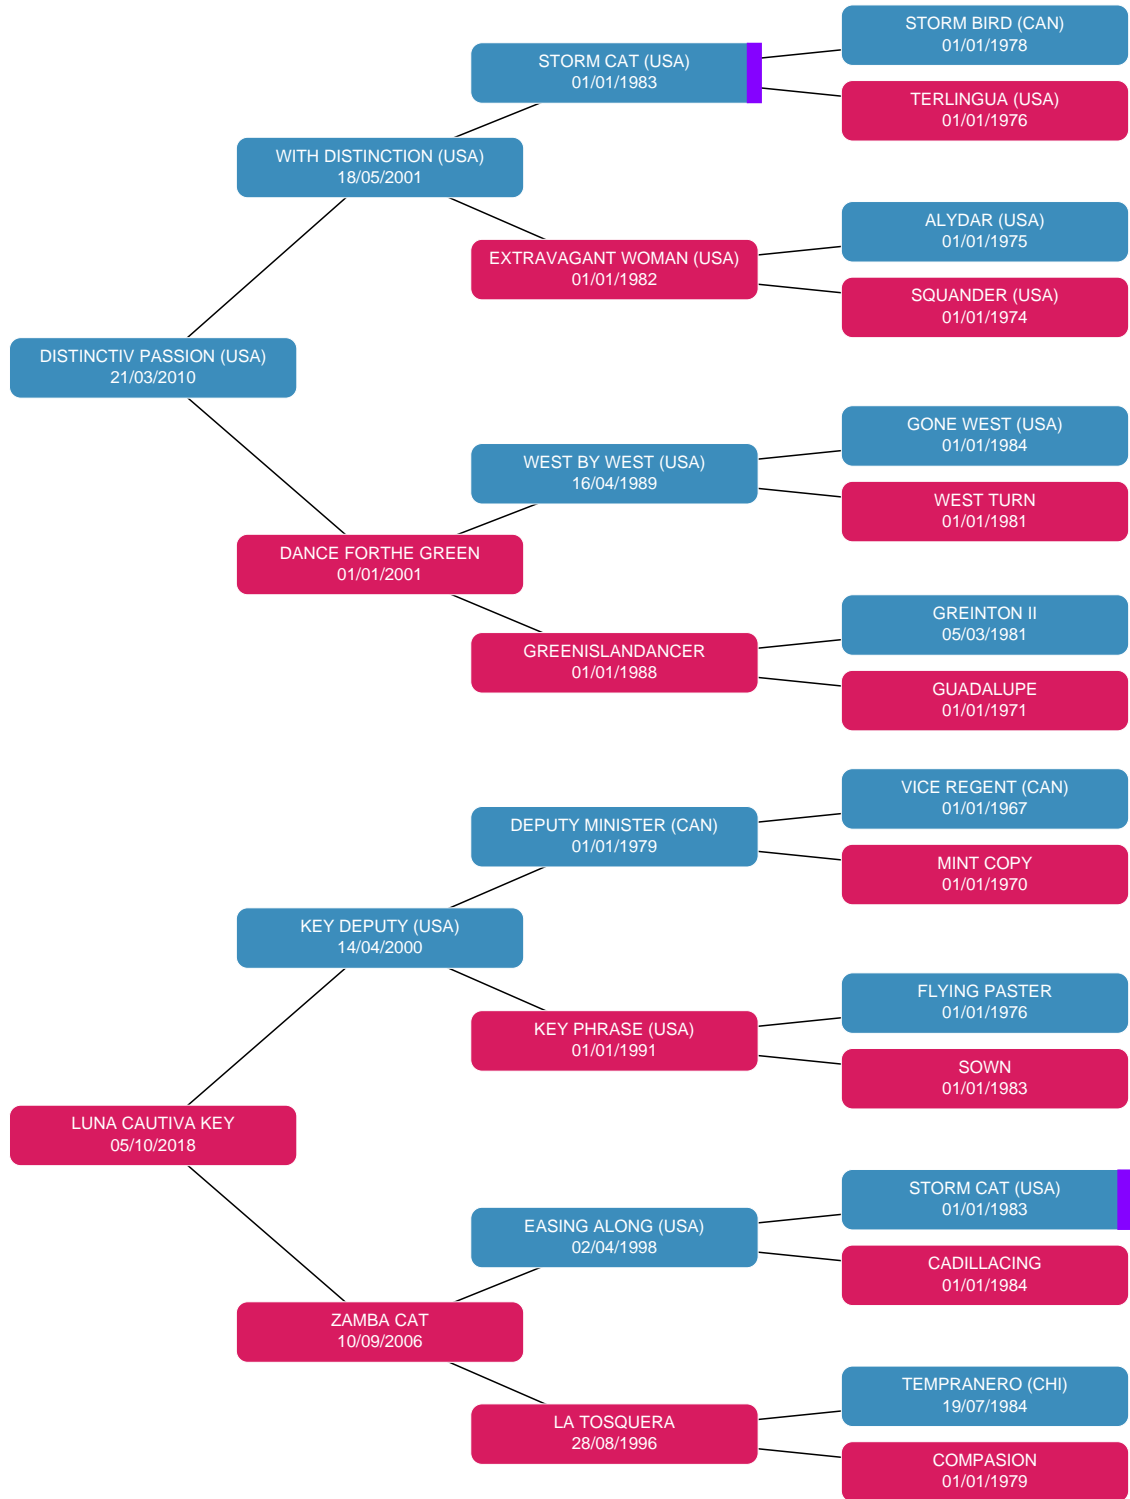 STORM BIRD (CAN)
01/01/1978
STORM CAT (USA)
01/01/1983
TERLINGUA (USA)
01/01/1976
WITH DISTINCTION (USA)
18/05/2001
ALYDAR (USA)
01/01/1975
EXTRAVAGANT WOMAN (USA)
01/01/1982
SQUANDER (USA)
01/01/1974
DISTINCTIV PASSION (USA)
21/03/2010
GONE WEST (USA)
01/01/1984
WEST BY WEST (USA)
16/04/1989
WEST TURN
01/01/1981
DANCE FORTHE GREEN
01/01/2001
GREINTON II
05/03/1981
GREENISLANDANCER
01/01/1988
GUADALUPE
01/01/1971
VICE REGENT (CAN)
01/01/1967
DEPUTY MINISTER (CAN)
01/01/1979
MINT COPY
01/01/1970
KEY DEPUTY (USA)
14/04/2000
FLYING PASTER
01/01/1976
KEY PHRASE (USA)
01/01/1991
SOWN
01/01/1983
LUNA CAUTIVA KEY
05/10/2018
STORM CAT (USA)
01/01/1983
EASING ALONG (USA)
02/04/1998
CADILLACING
01/01/1984
ZAMBA CAT
10/09/2006
TEMPRANERO (CHI)
19/07/1984
LA TOSQUERA
28/08/1996
COMPASION
01/01/1979